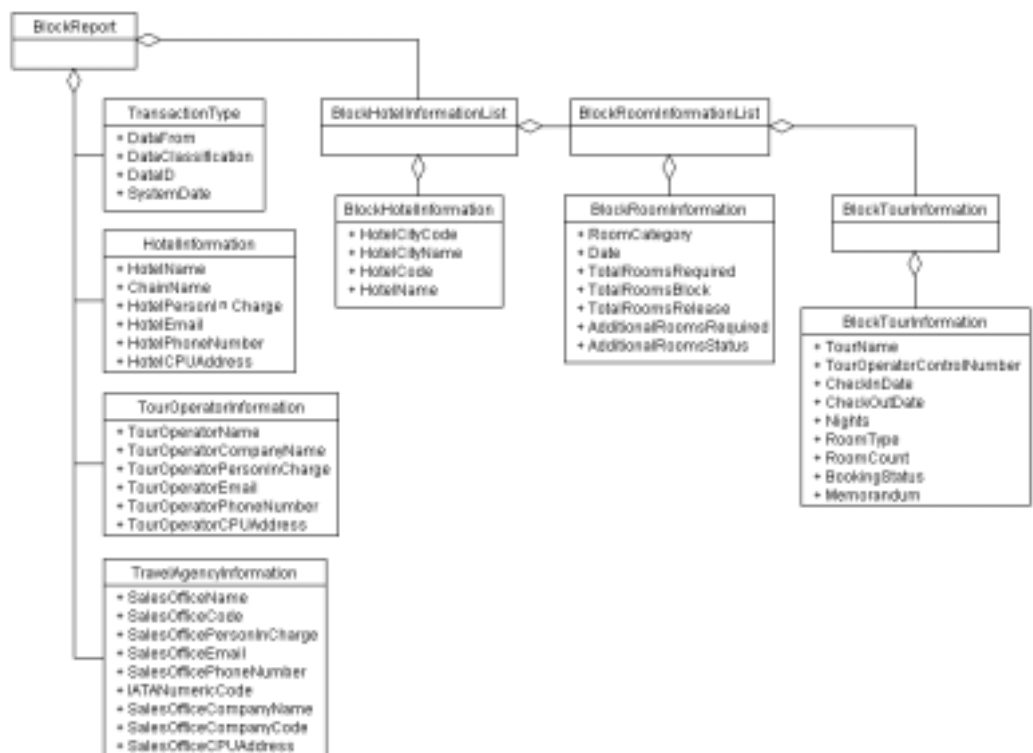 BlockReport
TransactionType
+ DataFrom
+ DataClassification
+ DataID
+ SystemDate
HotelInformation
+ HotelName
+ ChainName
+ HotelPersonIn Charge
+ HotelEmail
+ HotelPhoneNumber
+ HotelCPUAddress
TourOperatorInformation
+ TourOperatorName
+ TourOperatorCompanyName
+ TourOperatorPersonInCharge
+ TourOperatorEmail
+ TourOperatorPhoneNumber
+ TourOperatorCPUAddress
TravelAgencyInformation
+ SalesOfficeName
+ SalesOfficeCode
+ SalesOfficePersonInCharge
+ SalesOfficeEmail
+ SalesOfficePhoneNumber
+ IATANumericCode
+ SalesOfficeCompanyName
+ SalesOfficeCompanyCode
+ SalesOfficeCPUAddress
BlockHotelInformationList
BlockHotelInformation
+ HotelCityCode
+ HotelCityName
+ HotelCode
+ HotelName
BlockRoomInformationList
BlockRoomInformation
+ RoomCategory
+ Date
+ TotalRoomsRequired
+ TotalRoomsBlock
+ TotalRoomsRelease
+ AdditionalRoomsRequired
+ AdditionalRoomsStatus
BlockTourInformation
BlockTourInformation
+ TourName
+ TourOperatorControlNumber
+ CheckInDate
+ CheckOutDate
+ Nights
+ RoomType
+ RoomCount
+ BookingStatus
+ Memorandum